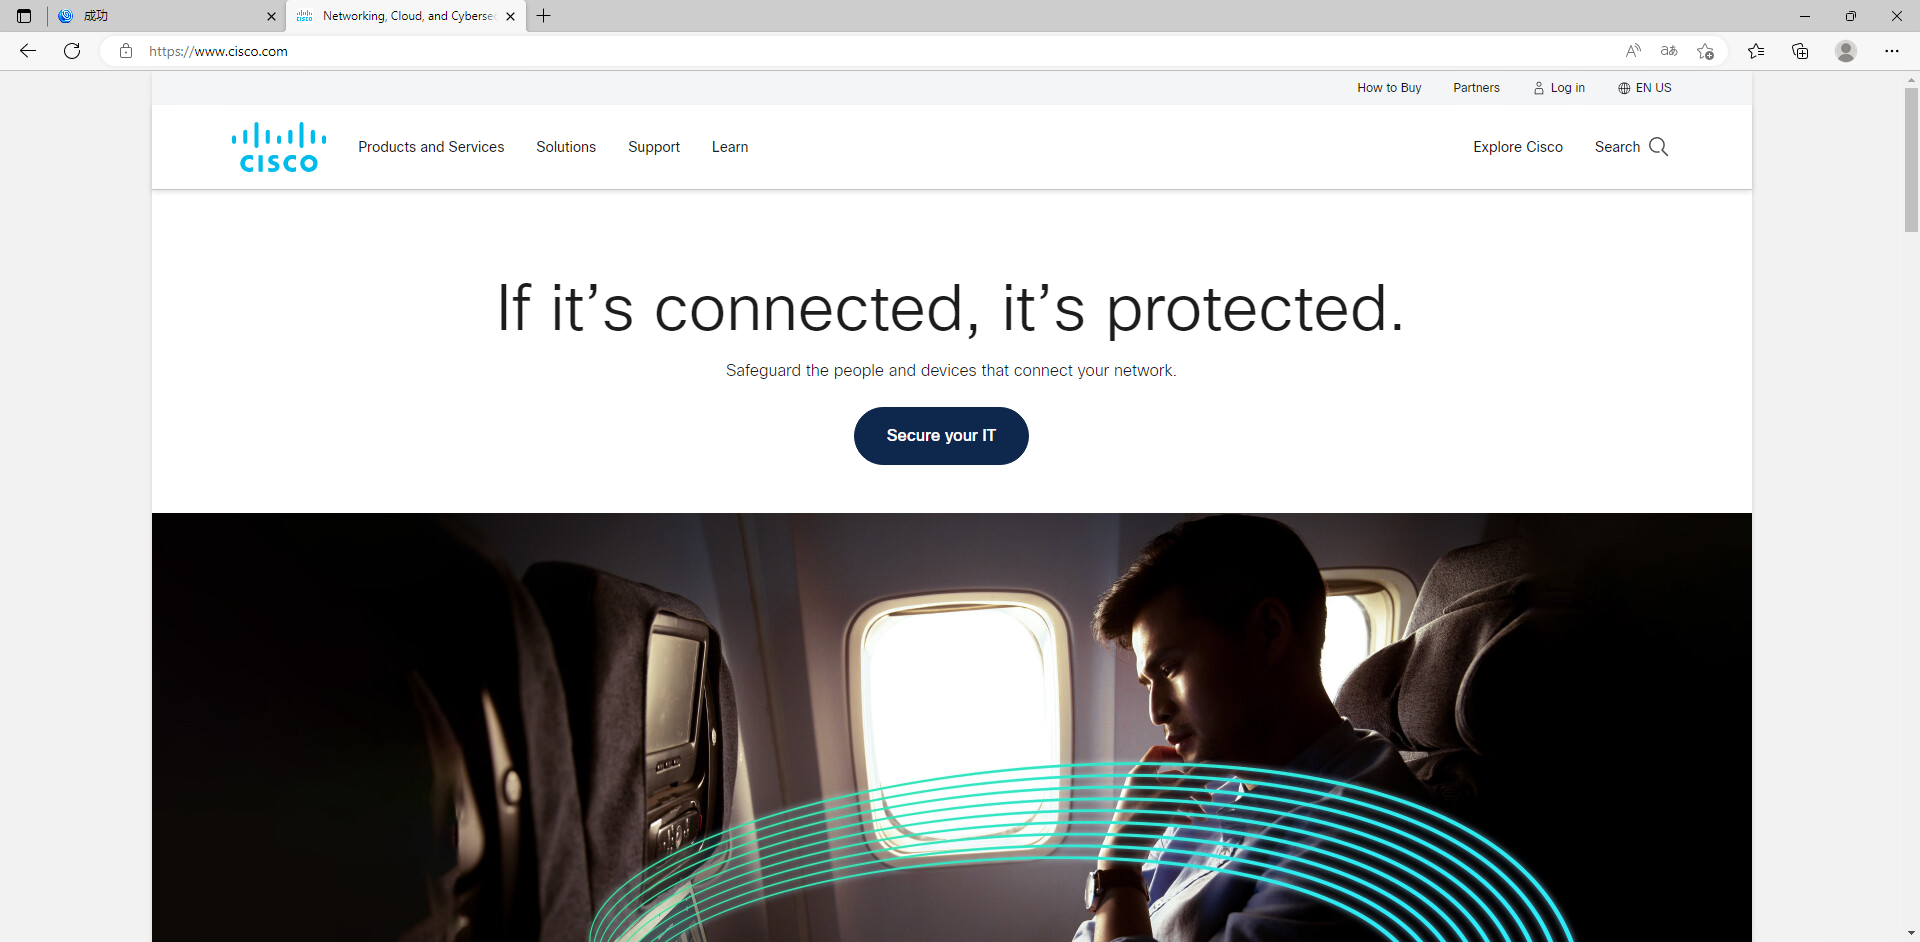 成功
Networking, Cloud, and Cyberse
https://www.cisco.com
How to Buy
Partners
Log in
EN US
CISCO
Products and Services
Solutions
Support
Learn
Explore Cisco
Search
If it’s connected, it’s protected.
Safeguard the people and devices that connect your network.
Secure your IT